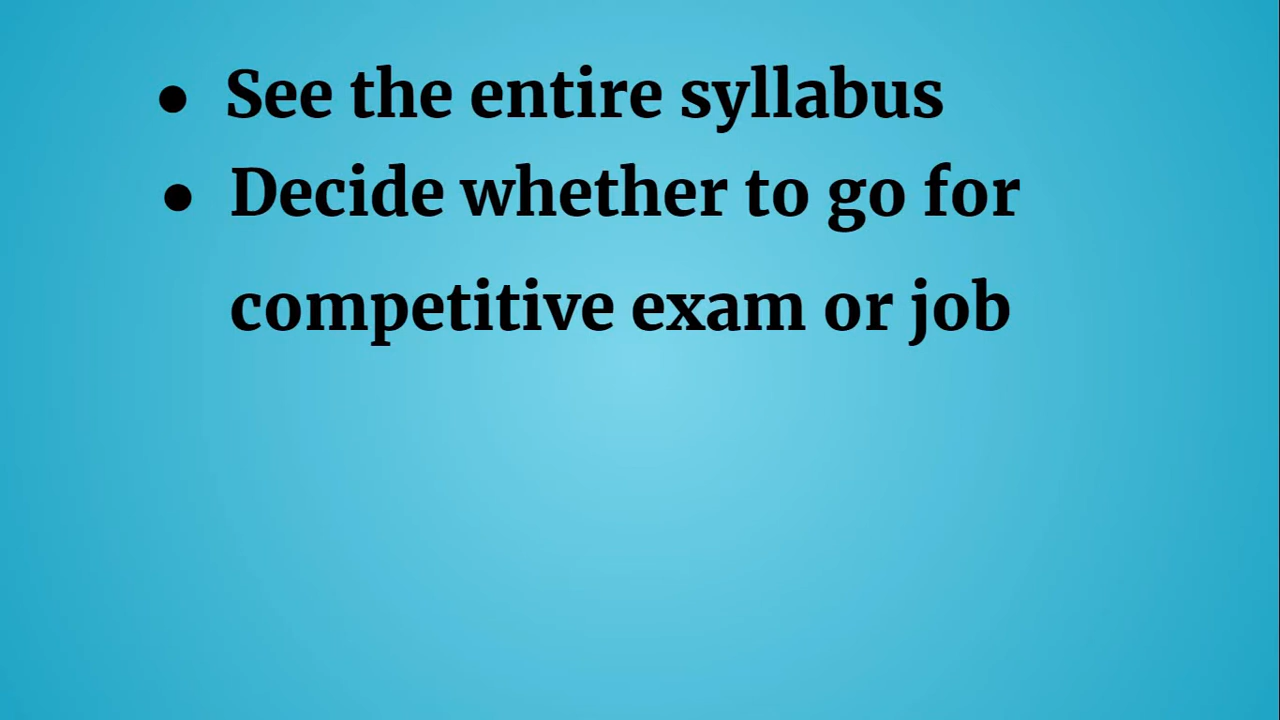 ● See the entire syllabus
● Decide whether to go for
competitive exam or job